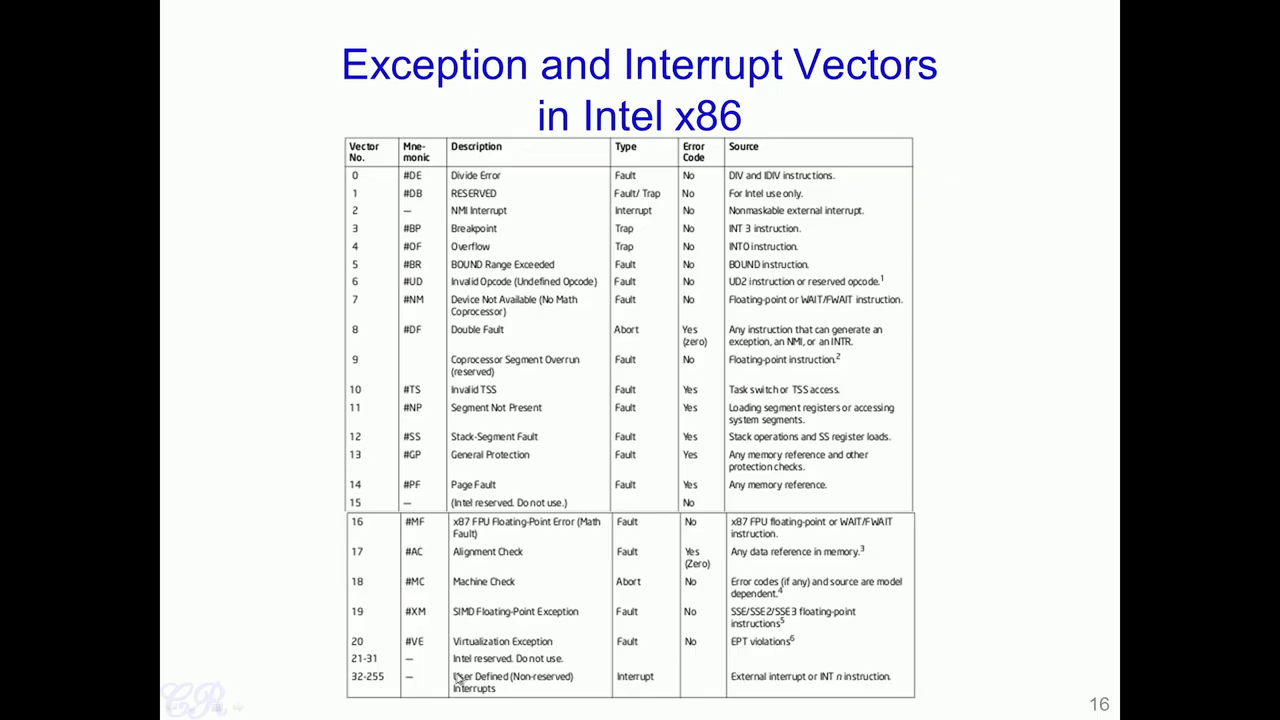 Exception and Interrupt Vectors
in Intel x86
Vector No. Mne-monic Description Type Error Code Source
0 #DE Divide Error Fault No DIV and IDIV instructions.
1 #DB RESERVED Fault/ Trap No For Intel use only.
2 — NMI Interrupt Interrupt No Nonmaskable external interrupt.
3 #BP Breakpoint Trap No INT 3 instruction.
4 #OF Overflow Trap No INTO instruction.
5 #BR BOUND Range Exceeded Fault No BOUND instruction.
6 #UD Invalid Opcode (Undefined Opcode) Fault No UD2 instruction or reserved opcode.1
7 #NM Device Not Available (No Math Coprocessor) Fault No Floating-point or WAIT/FWAIT instruction.
8 #DF Double Fault Abort Yes (zero) Any instruction that can generate an exception, an NMI, or an INTR.
9 Coprocessor Segment Overrun (reserved) Fault No Floating-point instruction.2
10 #TS Invalid TSS Fault Yes Task switch or TSS access.
11 #NP Segment Not Present Fault Yes Loading segment registers or accessing system segments.
12 #SS Stack-Segment Fault Fault Yes Stack operations and SS register loads.
13 #GP General Protection Fault Yes Any memory reference and other protection checks.
14 #PF Page Fault Fault Yes Any memory reference.
15 — (Intel reserved. Do not use.) No
16 #MF x87 FPU Floating-Point Error (Math Fault) Fault No x87 FPU floating-point or WAIT/FWAIT instruction.
17 #AC Alignment Check Fault Yes (Zero) Any data reference in memory.3
18 #MC Machine Check Abort No Error codes (if any) and source are model dependent.4
19 #XM SIMD Floating-Point Exception Fault No SSE/SSE2/SSE3 floating-point instructions5
20 #VE Virtualization Exception Fault No EPT violations6
21-31 — Intel reserved. Do not use.
32-255 — User Defined (Non-reserved) Interrupts Interrupt External interrupt or INT n instruction.
16